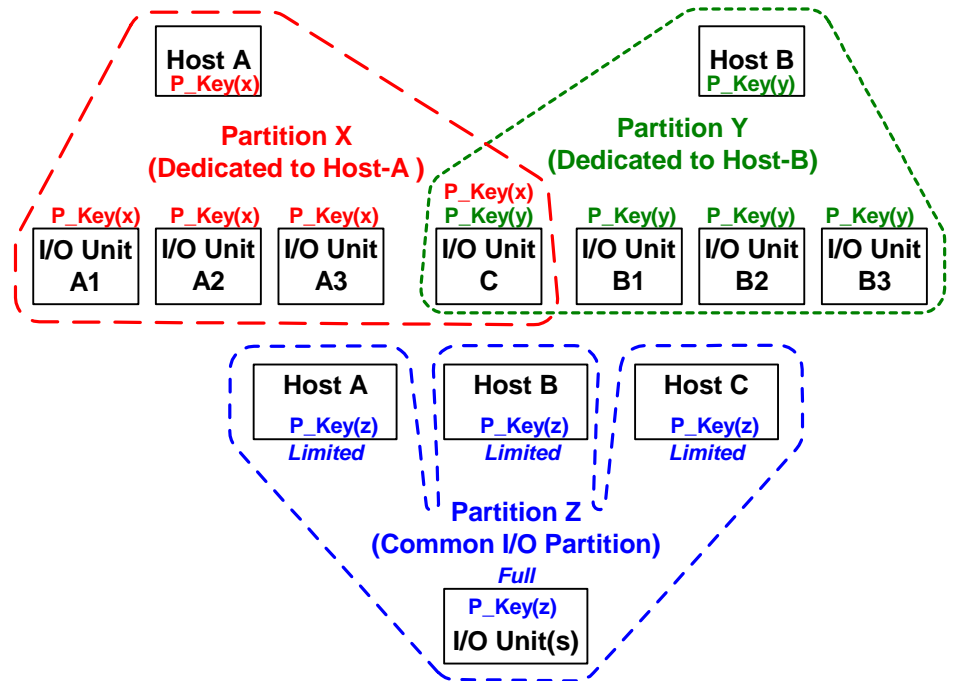 Host A
P_Key(x)
Host B
P_Key(y)
Partition X
(Dedicated to Host-A )
Partition Y
(Dedicated to Host-B)
P_Key(x)
I/O Unit
A1
P_Key(x)
I/O Unit
A2
P_Key(x)
I/O Unit
A3
P_Key(x)
P_Key(y)
I/O Unit
C
P_Key(y)
I/O Unit
B1
P_Key(y)
I/O Unit
B2
P_Key(y)
I/O Unit
B3
Host A
P_Key(z)
Limited
Host B
P_Key(z)
Limited
Host C
P_Key(z)
Limited
Partition Z
(Common I/O Partition)
Full
P_Key(z)
I/O Unit(s)